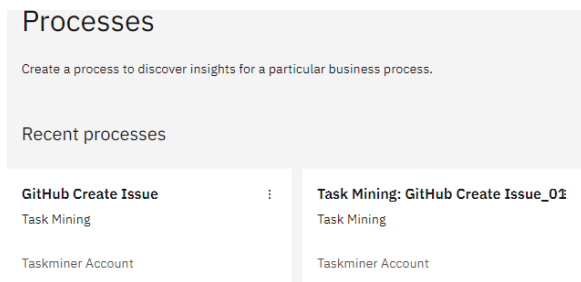 Processes
Create a process to discover insights for a particular business process.
Recent processes
GitHub Create Issue
Task Mining
Taskminer Account
Task Mining: GitHub Create Issue_01
Task Mining
Taskminer Account